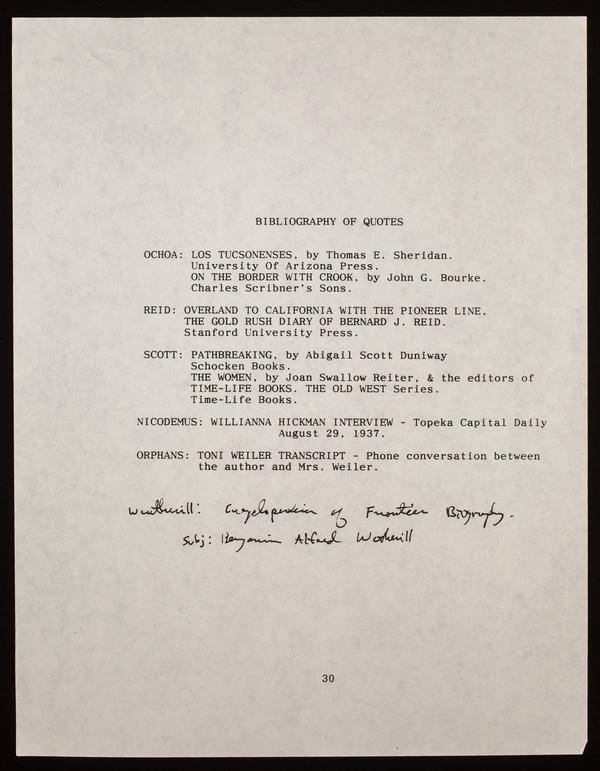 BIBLIOGRAPHY OF QUOTES
OCHOA: LOS TUCSONENSES, by Thomas E. Sheridan.
University Of Arizona Press.
ON THE BORDER WITH CROOK, by John G. Bourke.
Charles Scribner's Sons.
REID: OVERLAND TO CALIFORNIA WITH THE PIONEER LINE,
THE GOLD RUSH DIARY OF BERNARD J. REID.
Stanford University Press.
SCOTT: PATHBREAKING, by Abigail Scott Duniway
Schocken Books.
THE WOMEN, by Joan Swallow Reiter, & the editors of
TIME-LIFE BOOKS. THE OLD WEST Series.
Time-Life Books.
NICODEMUS: WILLIANNA HICKMAN INTERVIEW - Topeka Capital Daily
August 29, 1937.
ORPHANS: TONI WEILER TRANSCRIPT - Phone conversation between
the author and Mrs. Weiler.
Encyclopedia of Frontier Biography.
Subj: Benjamin Alfred Wetherill
30